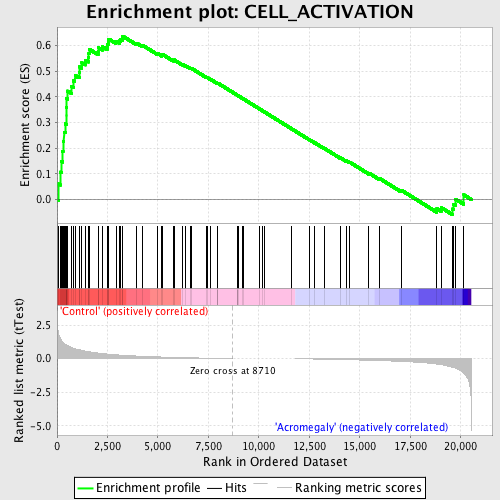 Enrichment plot: CELL_ACTIVATION
Enrichment score (ES)
0.6
0.5
0.4
0.3
0.2
0.1
0.0
'Control' (positively correlated)
Ranked list metric (tTest)
2.5
0.0
-2.5
-5.0
Zero cross at 8710
'Acromegaly' (negatively correlated)
0 2,500 5,000 7,500 10,000 12,500 15,000 17,500 20,000
Rank in Ordered Dataset
Enrichment profile Hits Ranking metric scores